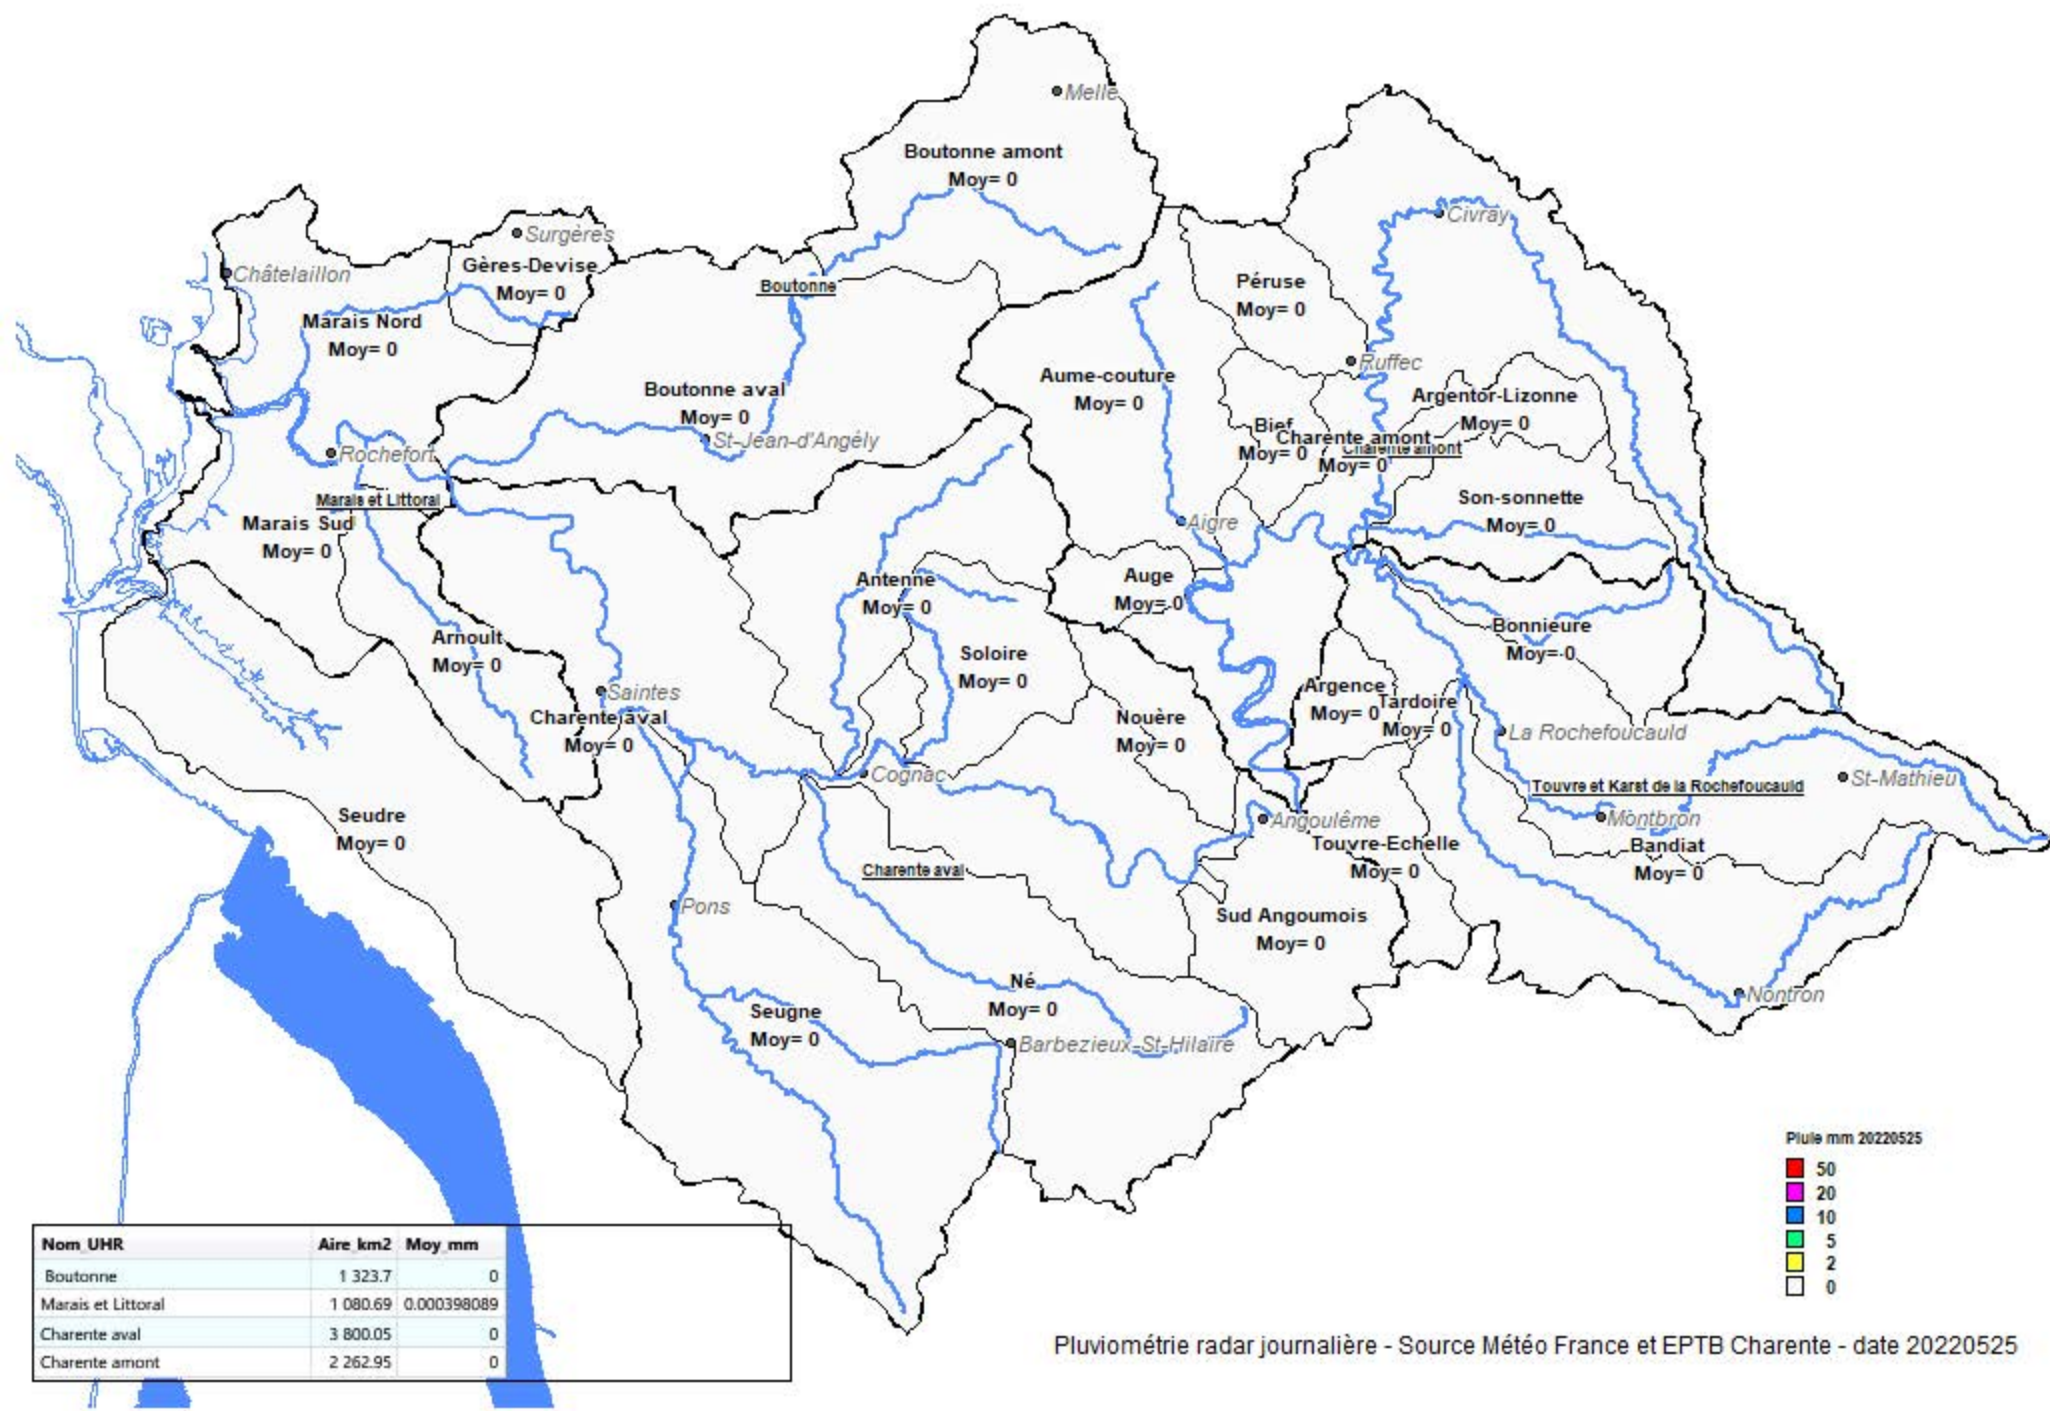 Melle
Boutonne amont
Moy= 0
Civray
Surgères
Châtelaillon
Gères-Devise
Moy= 0
Boutonne
Péruse
Moy= 0
Marais Nord
Moy= 0
Ruffec
Aume-couture
Moy= 0
Boutonne aval
Moy= 0
Argentor-Lizonne
Moy= 0
St-Jean-d'Angély
Bief
Moy= 0
Charente amont
Moy= 0
Charente amont
Rochefort
Marais et Littoral
Son-sonnette
Moy= 0
Marais Sud
Moy= 0
Aigre
Antenne
Moy= 0
Auge
Moy= 0
Bonnieure
Moy= 0
Arnoult
Moy= 0
Soloire
Moy= 0
Saintes
Argence
Moy= 0
Tardoire
Moy= 0
Charente aval
Moy= 0
Nouère
Moy= 0
La Rochefoucauld
Cognac
Touvre et Karst de la Rochefoucauld
St-Mathieu
Seudre
Moy= 0
Angoulême
Montbron
Touvre-Echelle
Moy= 0
Bandiat
Moy= 0
Charente aval
Pons
Sud Angoumois
Moy= 0
Né
Moy= 0
Nontron
Seugne
Moy= 0
Barbezieux-St-Hilaire
Pluie mm 20220525
50
20
10
5
2
0
Nom_UHR Aire_km2 Moy_mm
Boutonne 1 323.7 0
Marais et Littoral 1 080.69 0.000398089
Charente aval 3 800.05 0
Charente amont 2 262.95 0
Pluviométrie radar journalière - Source Météo France et EPTB Charente - date 20220525